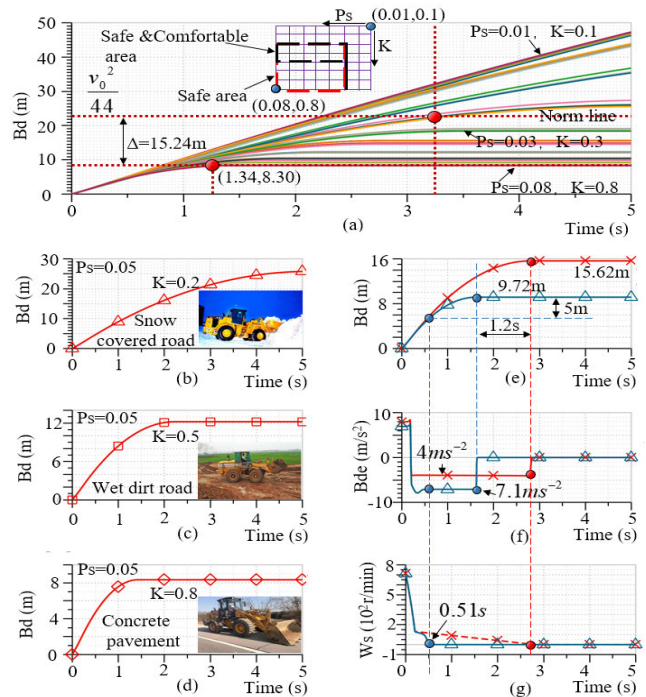 Ps (0.01,0.1)
Safe &Comfortable
area
K
Ps=0.01, K=0.1
Safe area
(0.08,0.8)
v₀²/44
Norm line
Δ=15.24m
Ps=0.03 K=0.3
(1.34,8.30)
Ps=0.08, K=0.8
Bd (m)
50
40
30
20
10
0
0 1 2 3 4 5
Time (s)
(a)
Bd (m)
30
20
10
0
Ps=0.05
K=0.2
Snow
covered road
0 1 2 3 4 5
(b) Time (s)
Bd (m)
16
12
8
4
0
15.62m
9.72m
5m
1.2s
0 1 2 3 4 5
(e) Time (s)
Bd (m)
12
8
4
0
Ps=0.05
K=0.5
Wet dirt road
0 1 2 3 4 5
(c) Time (s)
Bde (m/s²)
10
0
-10
4ms⁻²
7.1ms⁻²
0 1 2 3 4 5
(f) Time (s)
Bd (m)
8
4
0
Ps=0.05
K=0.8
Concrete
pavement
0 1 2 3 4 5
(d) Time (s)
Ws (10²r/min)
8
5
2
-1
0.51s
0 1 2 3 4 5
(g) Time (s)